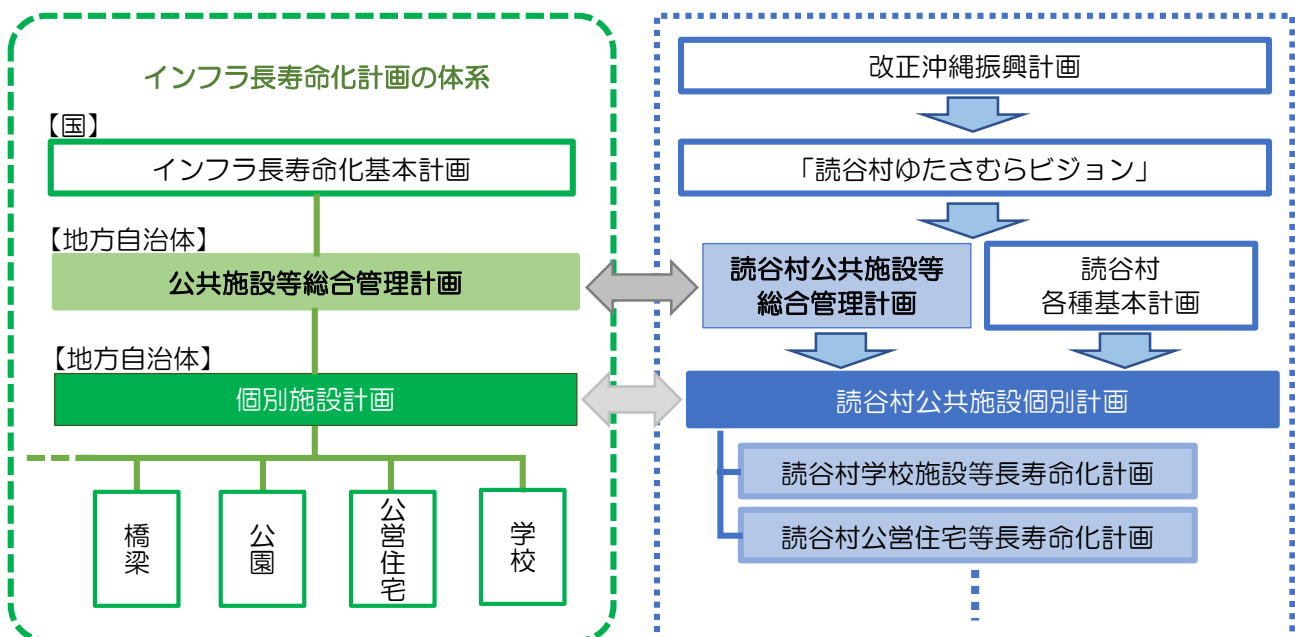 インフラ長寿命化計画の体系
【国】
インフラ長寿命化基本計画
【地方自治体】
公共施設等総合管理計画
【地方自治体】
個別施設計画
橋梁
公園
公営住宅
学校
改正沖縄振興計画
「読谷村ゆたさむらビジョン」
読谷村公共施設等
総合管理計画
読谷村
各種基本計画
読谷村公共施設個別計画
読谷村学校施設等長寿命化計画
読谷村公営住宅等長寿命化計画